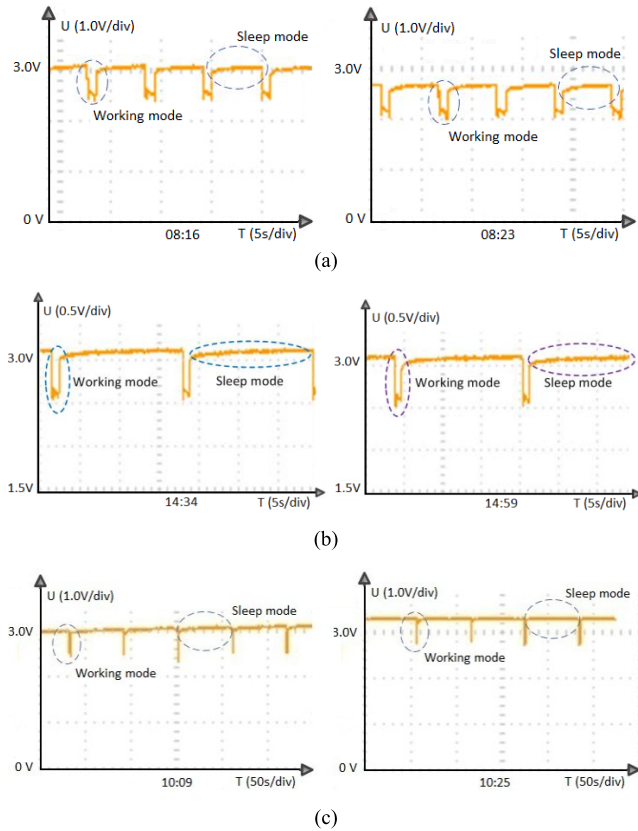 U (1.0V/div)
Sleep mode
3.0V
Working mode
0 V
08:16
T (5s/div)
U (1.0V/div)
Sleep mode
3.0V
Working mode
0 V
08:23
T (5s/div)
(a)
U (0.5V/div)
3.0V
Working mode
Sleep mode
1.5V
14:34
T (5s/div)
U (0.5V/div)
3.0V
Working mode
Sleep mode
1.5V
14:59
T (5s/div)
(b)
U (1.0V/div)
Sleep mode
3.0V
Working mode
0 V
10:09
T (50s/div)
U (1.0V/div)
Sleep mode
3.0V
Working mode
0 V
10:25
T (50s/div)
(c)